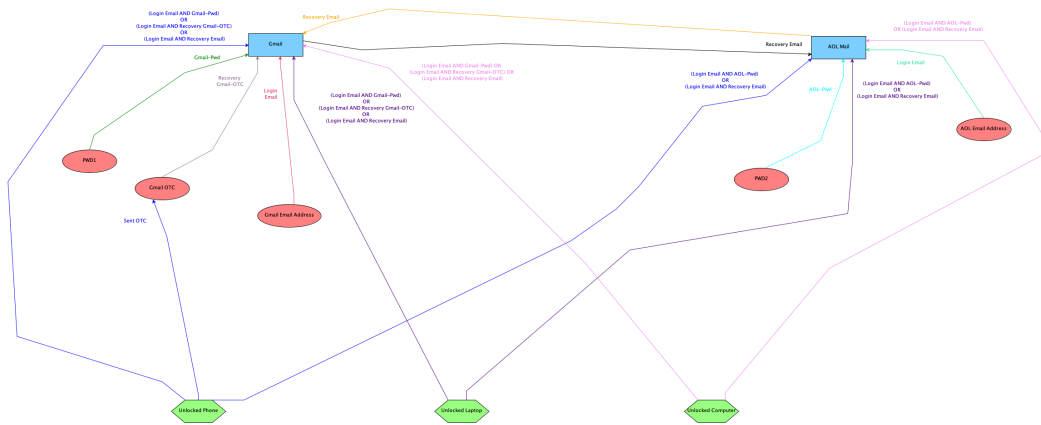 (Login Email AND Gmail-Pwd)
OR
(Login Email AND Recovery Gmail-OTC)
OR
(Login Email AND Recovery Email)
Recovery Email
Gmail
Recovery Email
AOL Mail
(Login Email AND AOL-Pwd)
OR (Login Email AND Recovery Email)
Gmail-Pwd
Recovery
Gmail-OTC
Login
Email
(Login Email AND Gmail-Pwd) OR
(Login Email AND Recovery Gmail-OTC) OR
(Login Email AND Recovery Email)
(Login Email AND Gmail-Pwd)
OR
(Login Email AND Recovery Gmail-OTC)
OR
(Login Email AND Recovery Email)
(Login Email AND AOL-Pwd)
OR
(Login Email AND Recovery Email)
AOL-Pwd
(Login Email AND AOL-Pwd)
OR
(Login Email AND Recovery Email)
Login Email
PWD1
Gmail OTC
Gmail Email Address
PWD2
AOL Email Address
Sent OTC
Unlocked Phone
Unlocked Laptop
Unlocked Computer